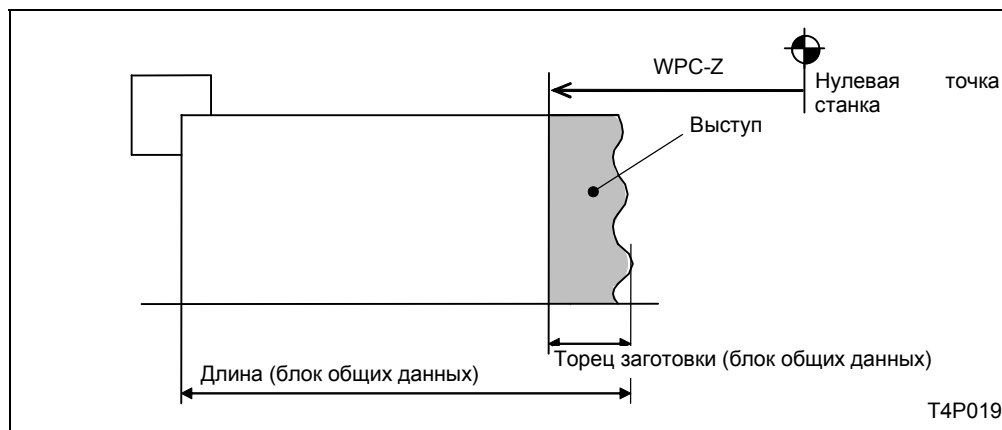 WPC-Z
Нулевая точка
станка
Выступ
Торец заготовки (блок общих данных)
Длина (блок общих данных)
T4P019